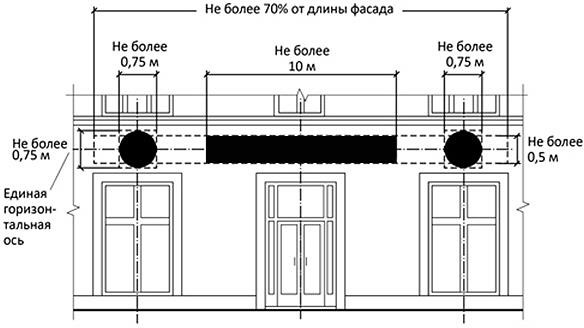 Не более 70% от длины фасада
Не более
0,75 м
Не более
10 м
Не более
0,75 м
Не более
0,75 м
Не более
0,5 м
Единая
горизон-
тальная
ось